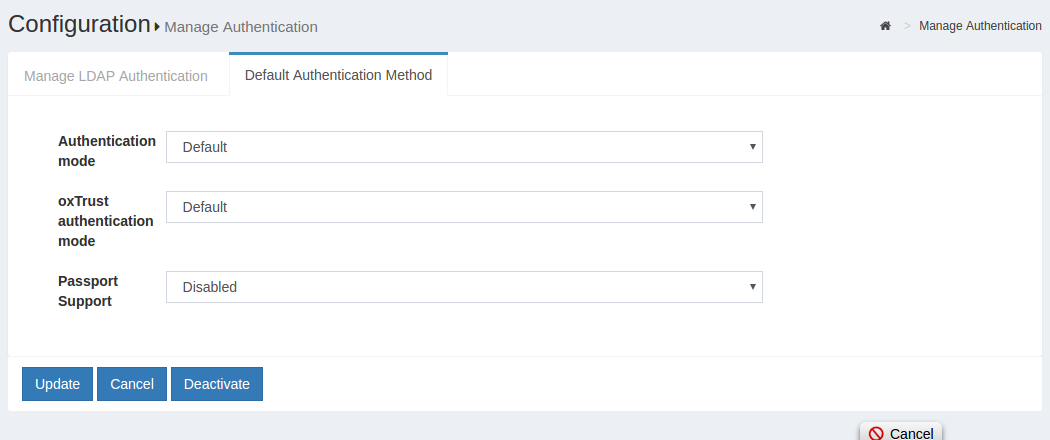 Configuration Manage Authentication
> Manage Authentication
Manage LDAP Authentication
Default Authentication Method
Authentication
mode
Default
oxTrust
authentication
mode
Default
Passport
Support
Disabled
Update Cancel Deactivate
Cancel